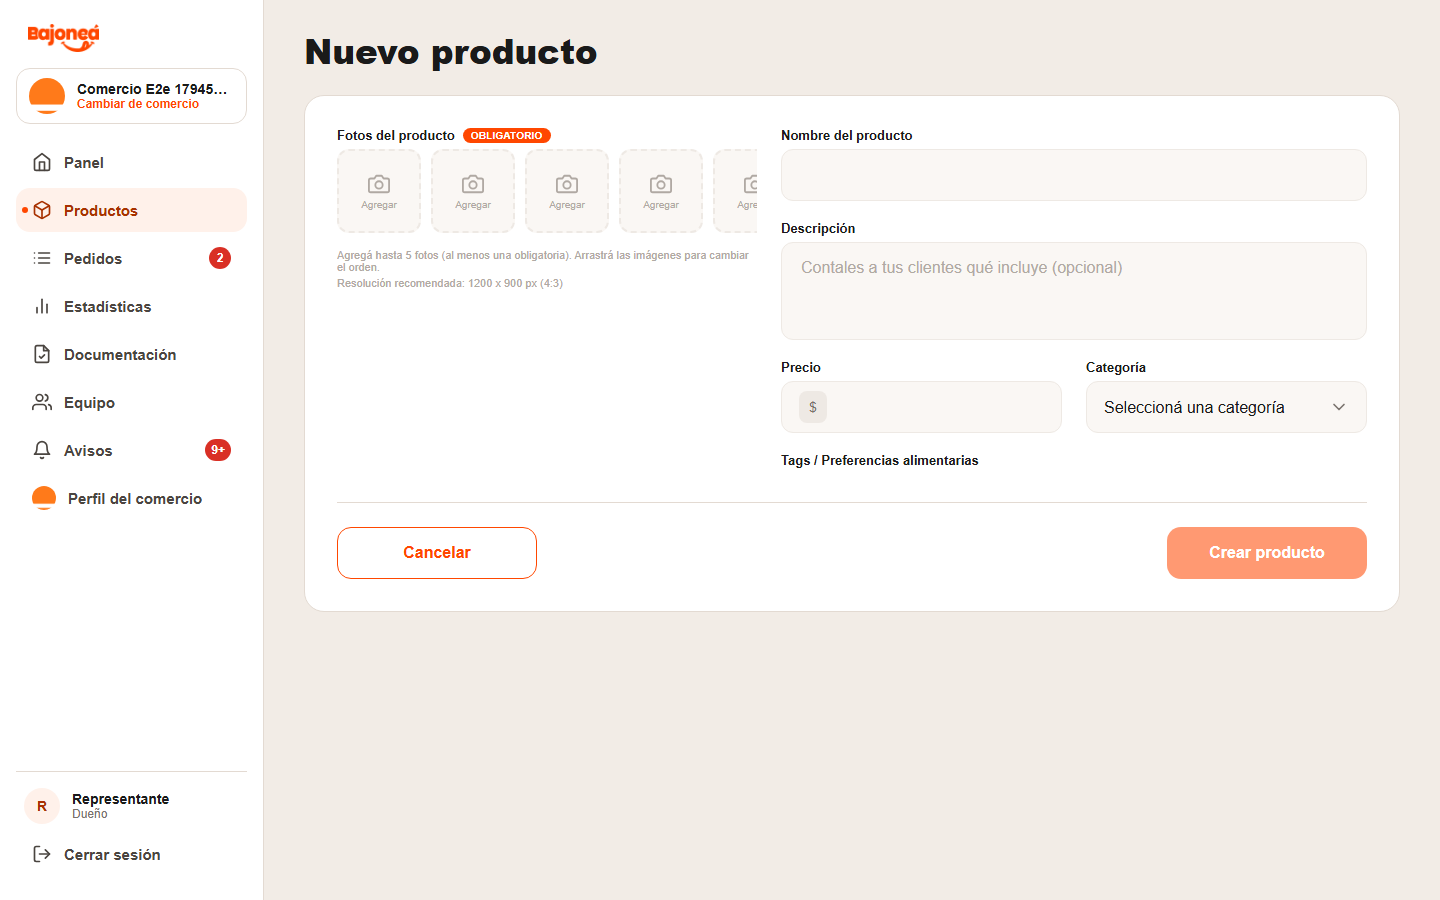 Bajoneá
Comercio E2e 17945...
Cambiar de comercio
Panel
Productos
Pedidos 2
Estadísticas
Documentación
Equipo
Avisos 9+
Perfil del comercio
R
Representante
Dueño
Cerrar sesión
Nuevo producto
Fotos del producto OBLIGATORIO
Agregar Agregar Agregar Agregar Agre
Agregá hasta 5 fotos (al menos una obligatoria). Arrastrá las imágenes para cambiar
el orden.
Resolución recomendada: 1200 x 900 px (4:3)
Nombre del producto
Descripción
Contales a tus clientes qué incluye (opcional)
Precio
$
Categoría
Seleccioná una categoría
Tags / Preferencias alimentarias
Cancelar
Crear producto